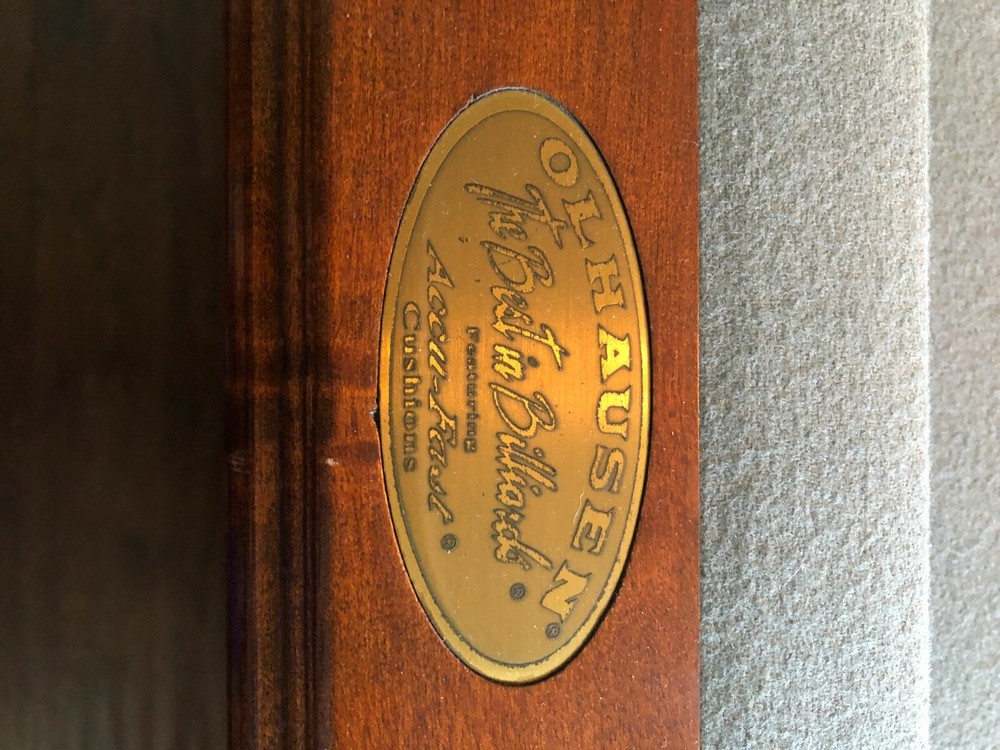 OLHAUSEN®
The Best in Billiards®
Featuring
Accu-Fast®
Cushions